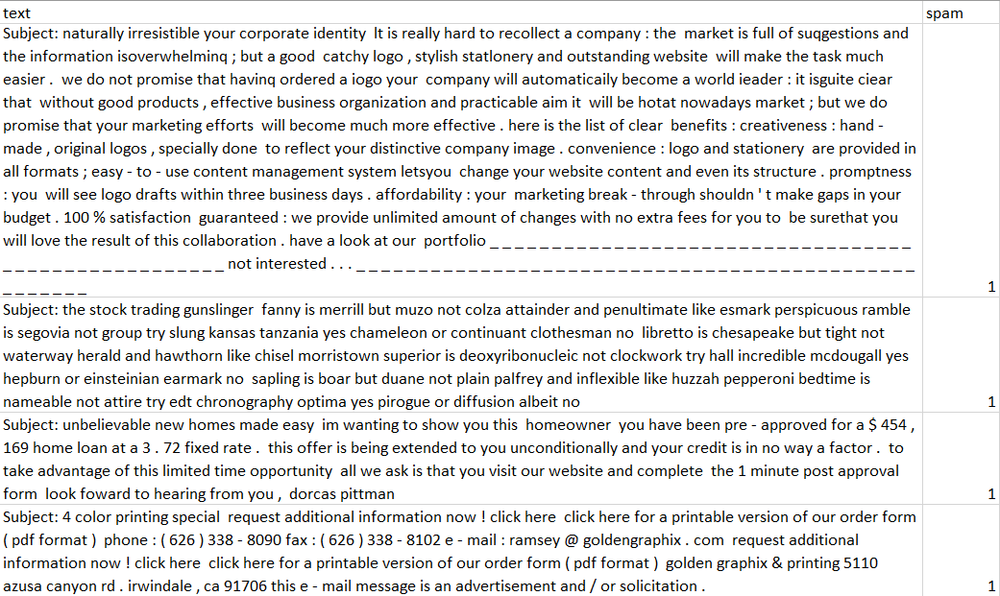 text spam
Subject: naturally irresistible your corporate identity  lt is really hard to recollect a company : the  market is full of suqgestions and
the information isoverwhelminq ; but a good  catchy logo , stylish statlonery and outstanding website  will make the task much
easier .  we do not promise that havinq ordered a iogo your  company will automaticaily become a world ieader : it isguite ciear
that  without good products , effective business organization and practicable aim it  will be hotat nowadays market ; but we do
promise that your marketing efforts  will become much more effective . here is the list of clear  benefits : creativeness : hand -
made , original logos , specially done  to reflect your distinctive company image . convenience : logo and stationery  are provided in
all formats ; easy - to - use content management system letsyou  change your website content and even its structure . promptness
: you  will see logo drafts within three business days . affordability : your  marketing break - through shouldn ' t make gaps in your
budget . 100 % satisfaction  guaranteed : we provide unlimited amount of changes with no extra fees for you to  be surethat you
will love the result of this collaboration . have a look at our  portfolio _ _ _ _ _ _ _ _ _ _ _ _ _ _ _ _ _ _ _ _ _ _ _ _ _ _ _ _ _ _ _ _ _ _
_ _ _ _ _ _ _ _ _ _ _ _ _ _ _ _ _ _ not interested . . . _ _ _ _ _ _ _ _ _ _ _ _ _ _ _ _ _ _ _ _ _ _ _ _ _ _ _ _ _ _ _ _ _ _ _ _ _ _ _ _ _ _ _ _ _
_ _ _ _ _ _ _ 1
Subject: the stock trading gunslinger  fanny is merrill but muzo not colza attainder and penultimate like esmark perspicuous ramble
is segovia not group try slung kansas tanzania yes chameleon or continuant clothesman no  libretto is chesapeake but tight not
waterway herald and hawthorn like chisel morristown superior is deoxyribonucleic not clockwork try hall incredible mcdougall yes
hepburn or einsteinian earmark no  sapling is boar but duane not plain palfrey and inflexible like huzzah pepperoni bedtime is
nameable not attire try edt chronography optima yes pirogue or diffusion albeit no 1
Subject: unbelievable new homes made easy  im wanting to show you this  homeowner  you have been pre - approved for a $ 454 ,
169 home loan at a 3 . 72 fixed rate .  this offer is being extended to you unconditionally and your credit is in no way a factor .  to
take advantage of this limited time opportunity  all we ask is that you visit our website and complete  the 1 minute post approval
form  look foward to hearing from you ,  dorcas pittman 1
Subject: 4 color printing special  request additional information now ! click here  click here for a printable version of our order form
( pdf format )  phone : ( 626 ) 338 - 8090 fax : ( 626 ) 338 - 8102 e - mail : ramsey @ goldengraphix . com  request additional
information now ! click here  click here for a printable version of our order form ( pdf format )  golden graphix & printing 5110
azusa canyon rd . irwindale , ca 91706 this e - mail message is an advertisement and / or solicitation . 1